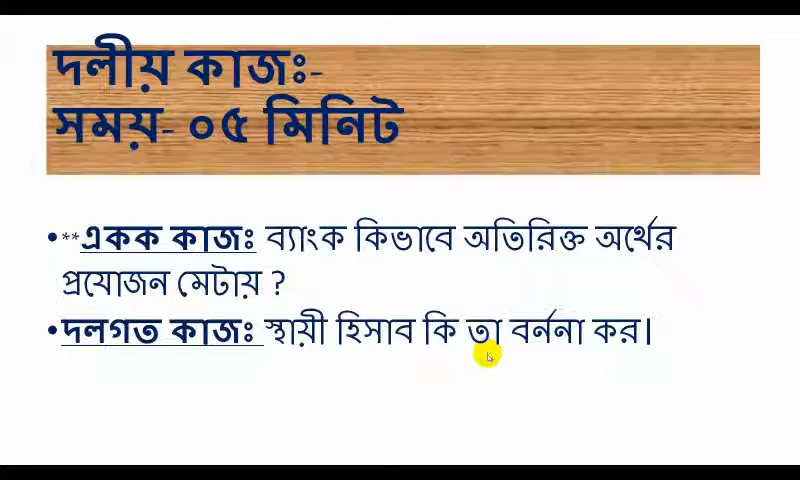 দলীয় কাজঃ-
সময়- ০৫ মিনিট
•**একক কাজঃ ব্যাংক কিভাবে অতিরিক্ত অর্থের
প্রযোজন মেটায় ?
•দলগত কাজঃ স্থায়ী হিসাব কি তা বর্ননা কর।